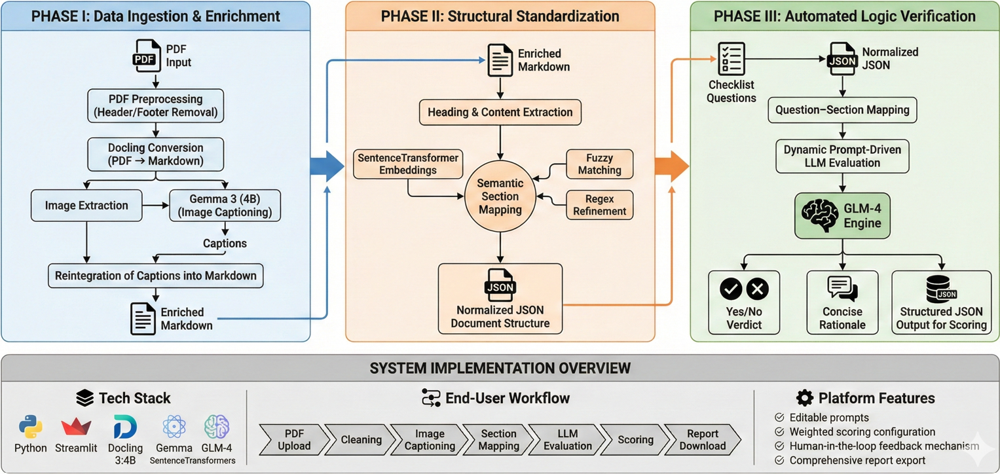 PHASE I: Data Ingestion & Enrichment
PDF
PDF
Input
PDF Preprocessing
(Header/Footer Removal)
Docling Conversion
(PDF → Markdown)
Image Extraction
Gemma 3 (4B)
(Image Captioning)
Captions
Reintegration of Captions into Markdown
Enriched
Markdown
PHASE II: Structural Standardization
Enriched
Markdown
Heading & Content Extraction
SentenceTransformer
Embeddings
Fuzzy
Matching
Semantic
Section
Mapping
Regex
Refinement
JSON
Normalized JSON
Document Structure
PHASE III: Automated Logic Verification
Checklist
Questions
JSON
Normalized
JSON
Question–Section Mapping
Dynamic Prompt-Driven
LLM Evaluation
GLM-4
Engine
Yes/No
Verdict
Concise
Rationale
JSON
Structured JSON
Output for Scoring
SYSTEM IMPLEMENTATION OVERVIEW
Tech Stack
Python
Streamlit
Docling
3:4B
Gemma
GLM-4
SentenceTransformers
End-User Workflow
PDF
Upload
Cleaning
Image
Captioning
Section
Mapping
LLM
Evaluation
Scoring
Report
Download
Platform Features
Editable prompts
Weighted scoring configuration
Human-in-the-loop feedback mechanism
Comprehensive report export